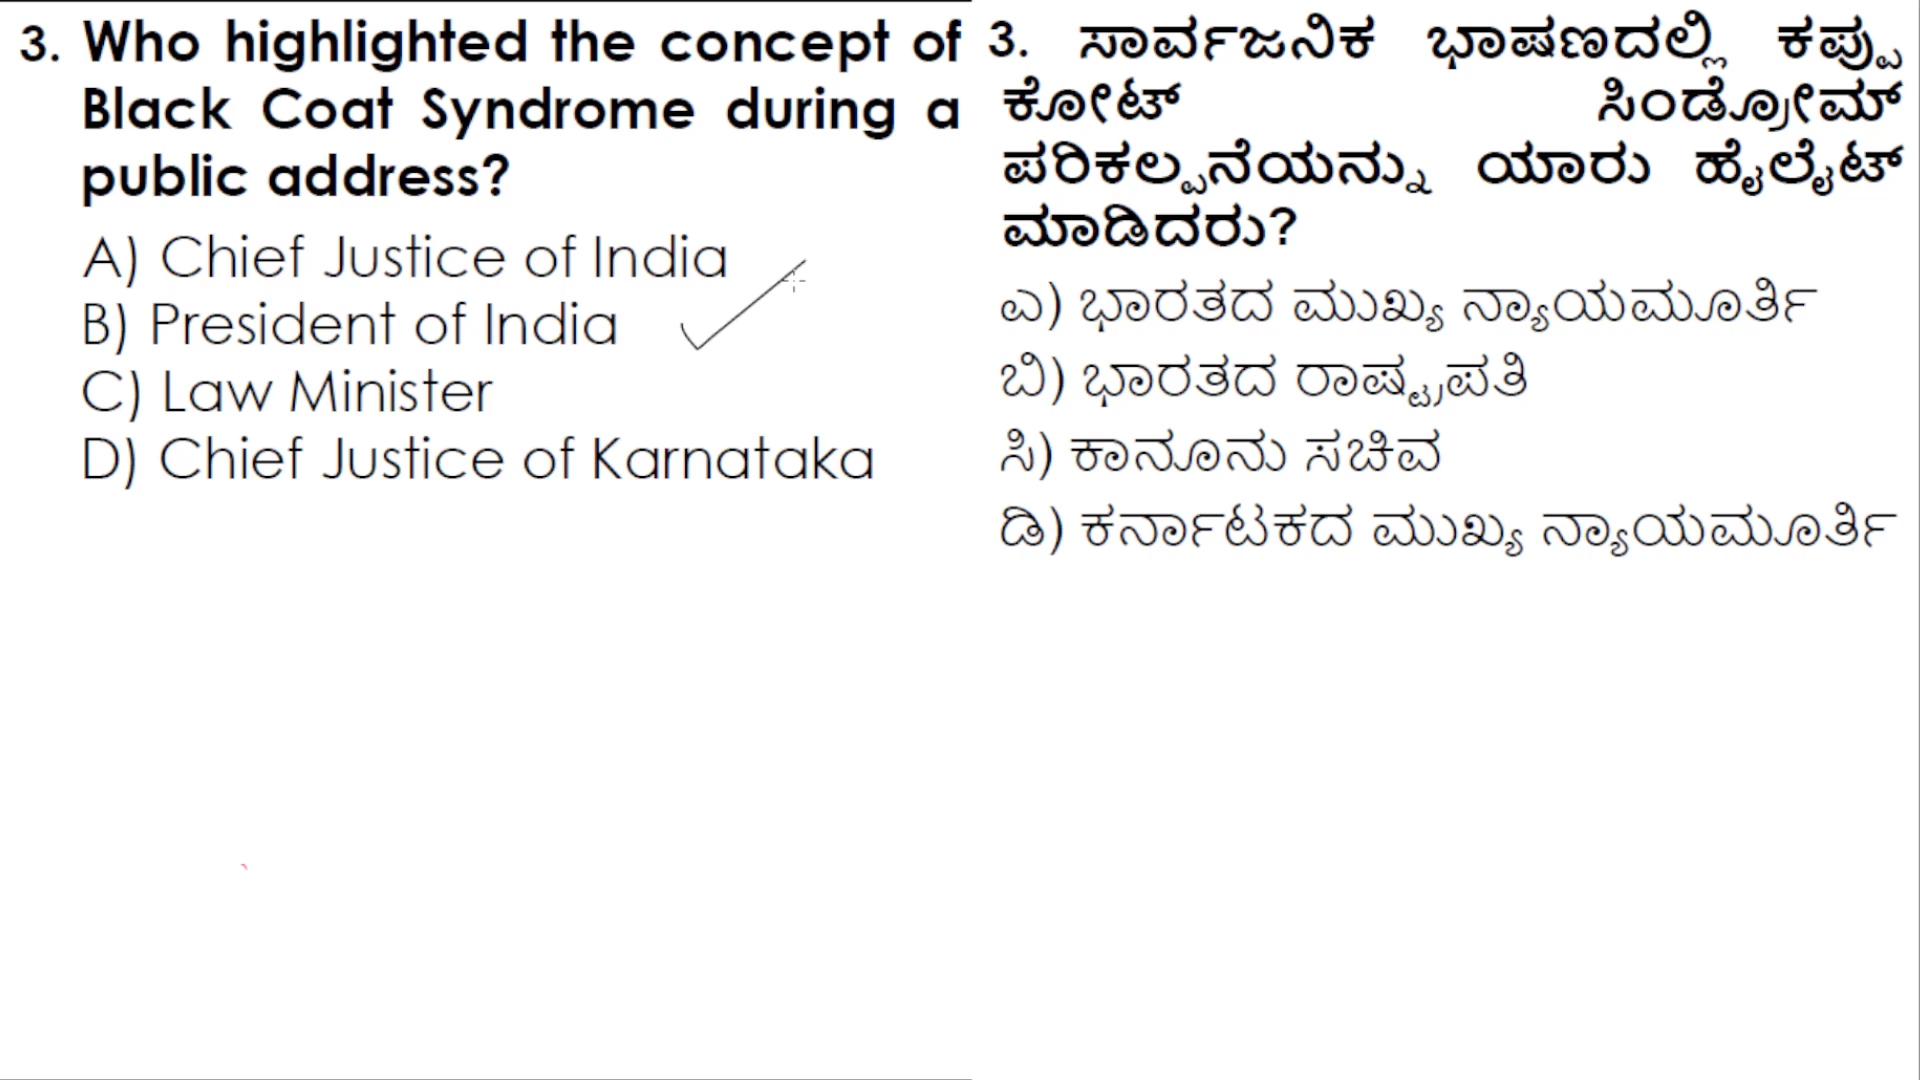 3. Who highlighted the concept of
Black Coat Syndrome during a
public address?
A) Chief Justice of India
B) President of India
C) Law Minister
D) Chief Justice of Karnataka
3. ಸಾರ್ವಜನಿಕ ಭಾಷಣದಲ್ಲಿ ಕಪ್ಪು
ಕೋಟ್ ಸಿಂಡ್ರೋಮ್
ಪರಿಕಲ್ಪನೆಯನ್ನು ಯಾರು ಹೈಲೈಟ್
ಮಾಡಿದರು?
ಎ) ಭಾರತದ ಮುಖ್ಯ ನ್ಯಾಯಮೂರ್ತಿ
ಬಿ) ಭಾರತದ ರಾಷ್ಟ್ರಪತಿ
ಸಿ) ಕಾನೂನು ಸಚಿವ
ಡಿ) ಕರ್ನಾಟಕದ ಮುಖ್ಯ ನ್ಯಾಯಮೂರ್ತಿ